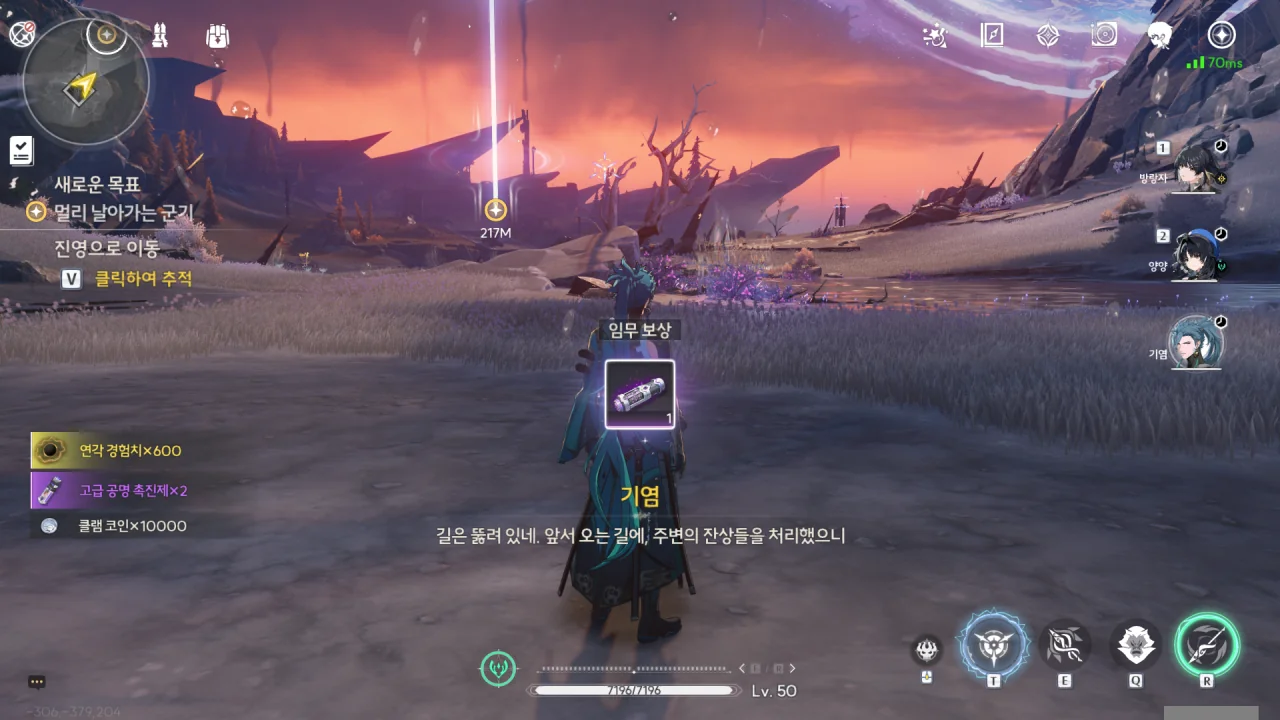 70ms
새로운 목표
멀리 날아가는 군기
217M
진영으로 이동
V 클릭하여 추적
1
방랑자
2
양양
기염
임무 보상
1
연각 경험치×600
고급 공명 촉진제×2
클램 코인×10000
기염
길은 뚫려 있네. 앞서 오는 길에, 주변의 잔상들을 처리했으니
7196/7196
Lv. 50
T
E
Q
R